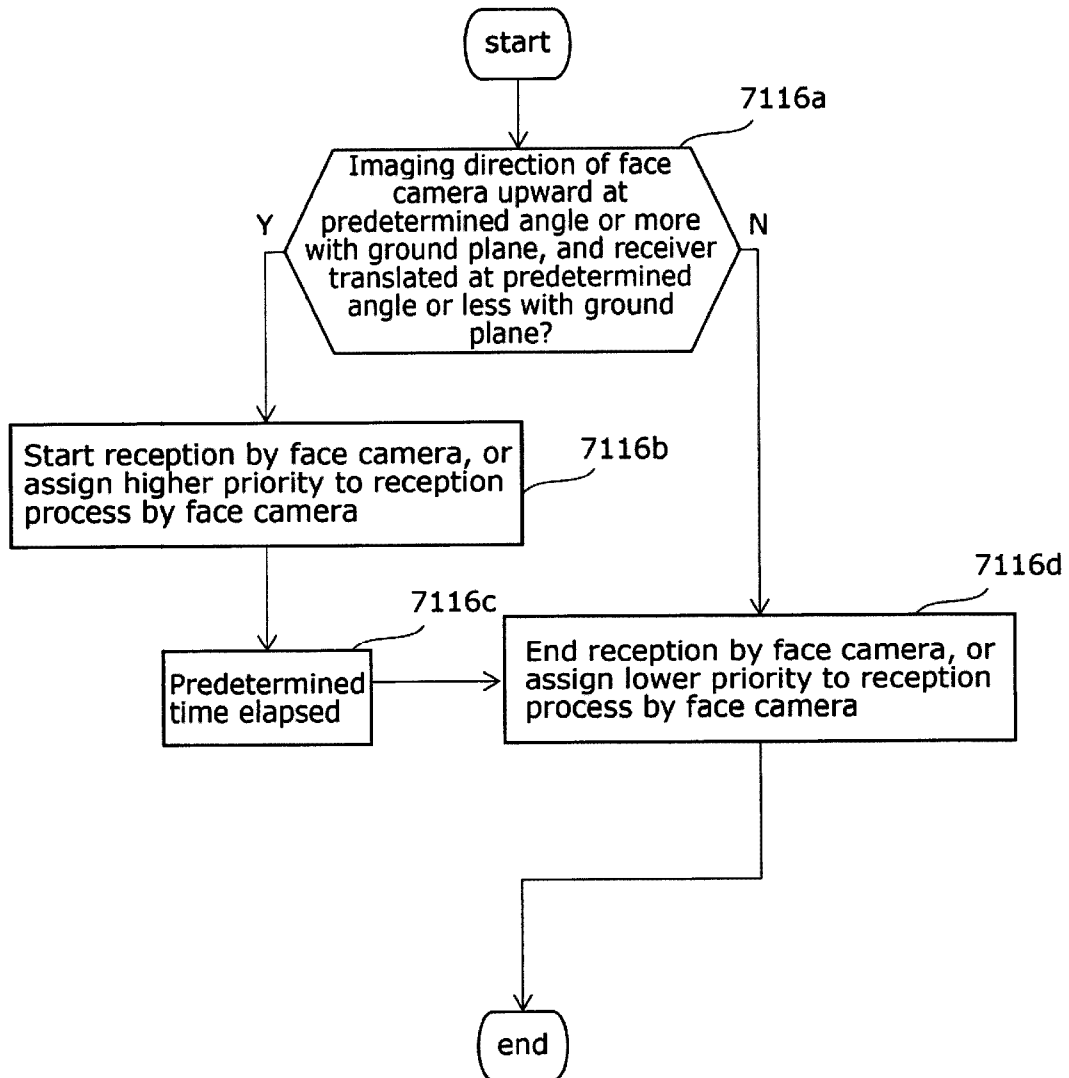 start
7116a
Imaging direction of face
camera upward at
predetermined angle or more
with ground plane, and receiver
translated at predetermined
angle or less with ground
plane?
Y
N
Start reception by face camera, or
assign higher priority to reception
process by face camera
7116b
7116c
Predetermined
time elapsed
7116d
End reception by face camera, or
assign lower priority to reception
process by face camera
end